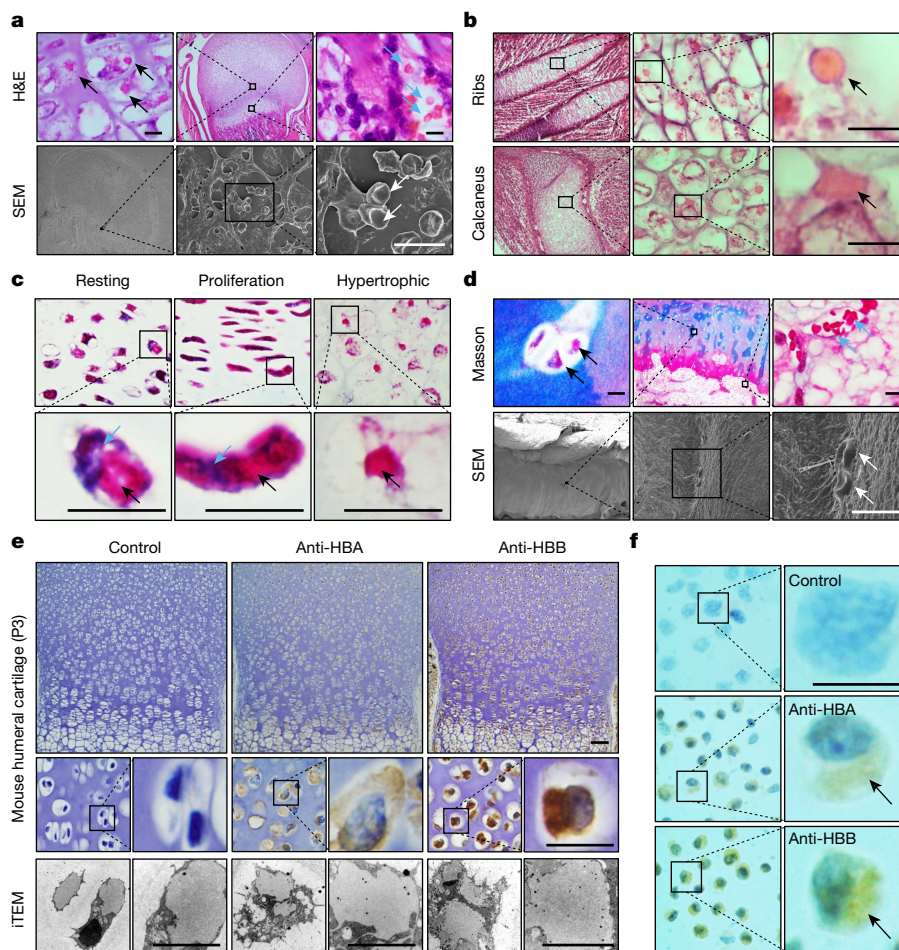 a
H&E
SEM
b
Ribs
Calcaneus
c
Resting
Proliferation
Hypertrophic
d
Masson
SEM
e
Control
Anti-HBA
Anti-HBB
Mouse humeral cartilage (P3)
iTEM
f
Control
Anti-HBA
Anti-HBB